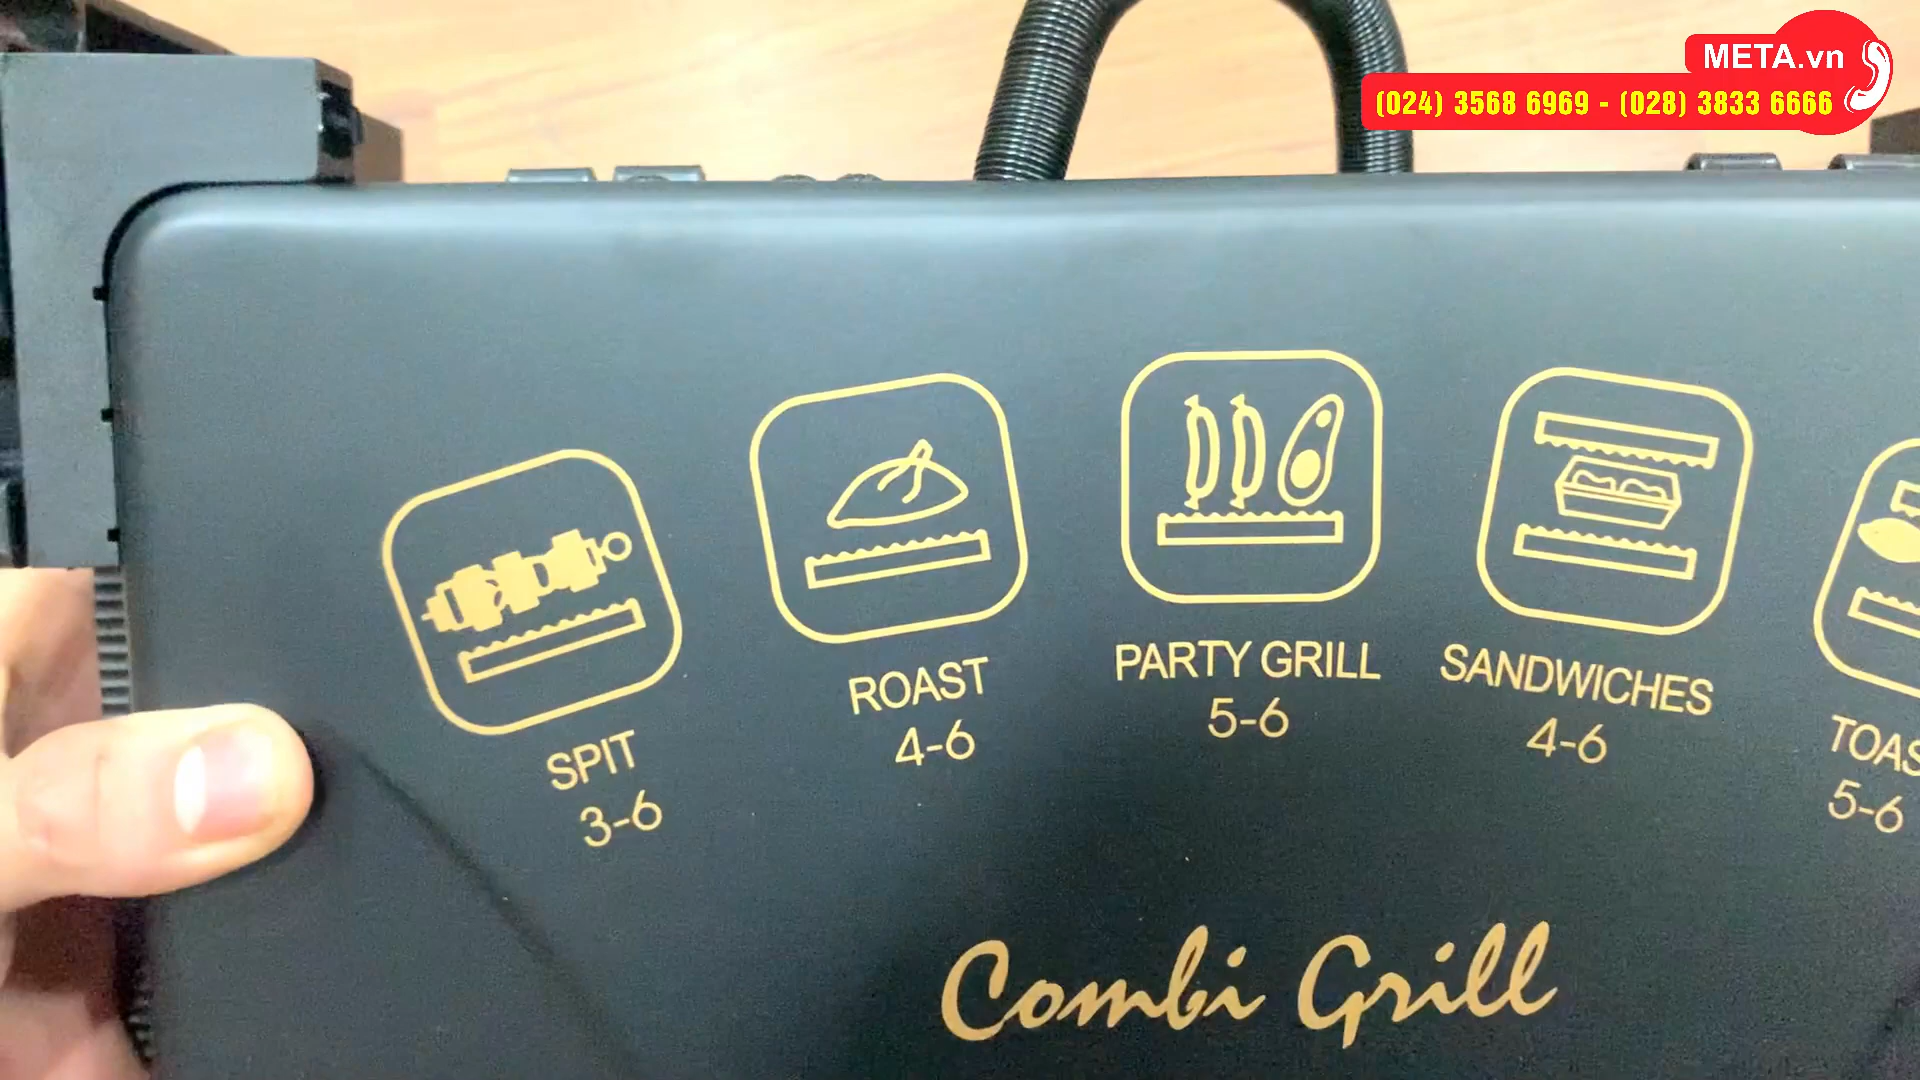 META.vn
(024) 3568 6969 - (028) 3833 6666
SPIT
3-6
ROAST
4-6
PARTY GRILL
5-6
SANDWICHES
4-6
TOAS
5-6
Combi Grill